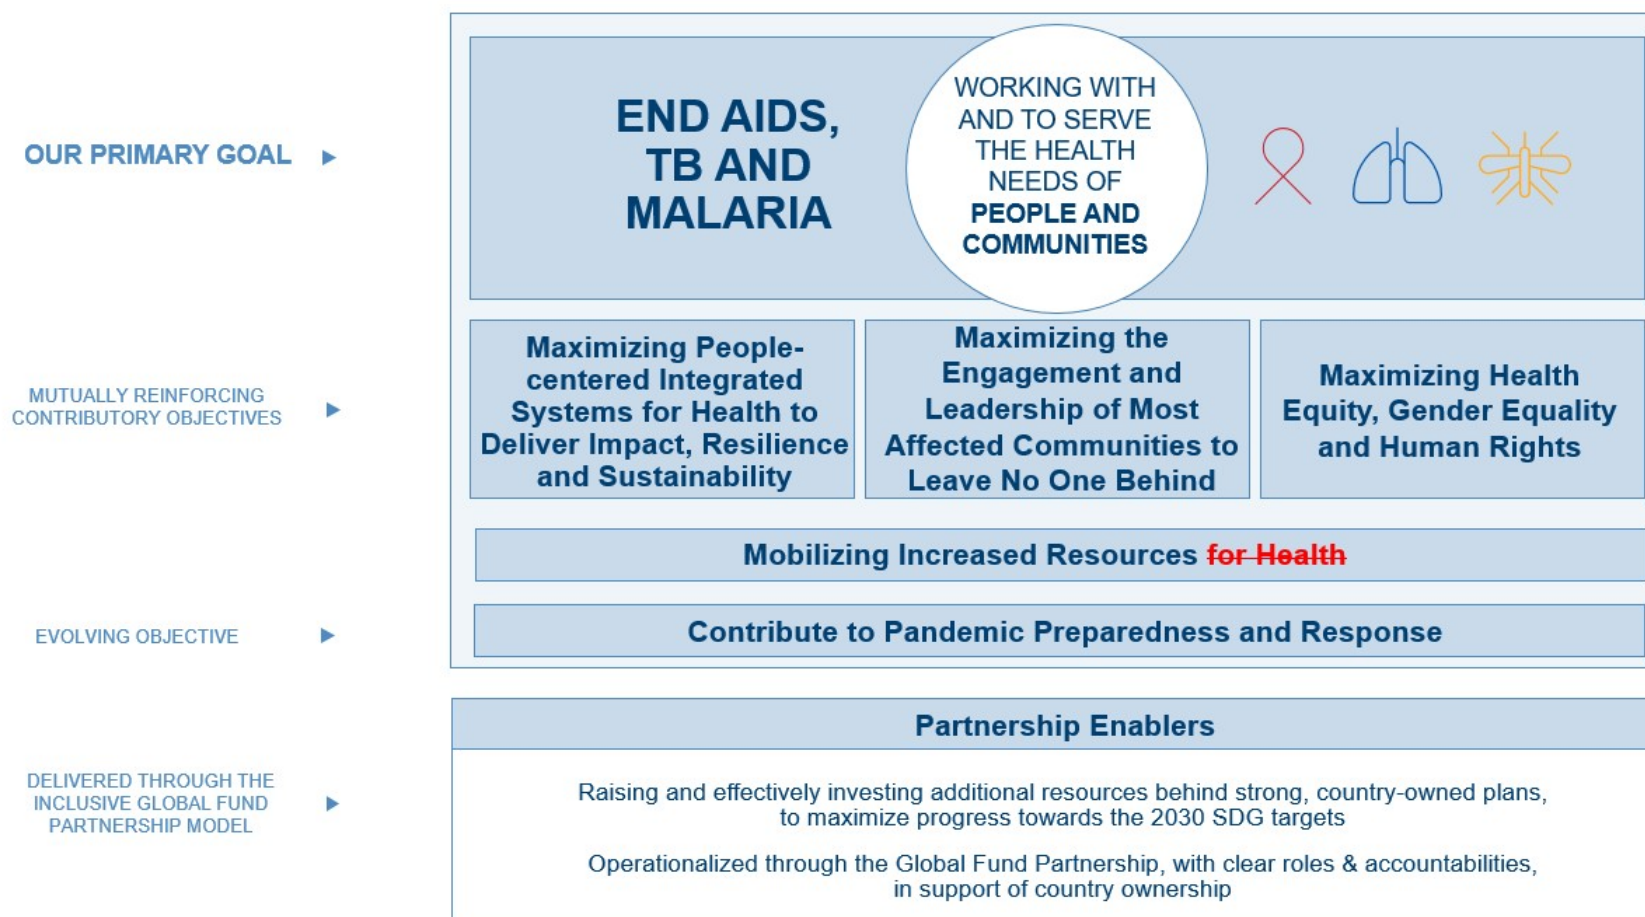 OUR PRIMARY GOAL
END AIDS,
TB AND
MALARIA
WORKING WITH
AND TO SERVE
THE HEALTH
NEEDS OF
PEOPLE AND
COMMUNITIES
MUTUALLY REINFORCING
CONTRIBUTORY OBJECTIVES
Maximizing People-
centered Integrated
Systems for Health to
Deliver Impact, Resilience
and Sustainability
Maximizing the
Engagement and
Leadership of Most
Affected Communities to
Leave No One Behind
Maximizing Health
Equity, Gender Equality
and Human Rights
Mobilizing Increased Resources for Health
EVOLVING OBJECTIVE
Contribute to Pandemic Preparedness and Response
DELIVERED THROUGH THE
INCLUSIVE GLOBAL FUND
PARTNERSHIP MODEL
Partnership Enablers
Raising and effectively investing additional resources behind strong, country-owned plans,
to maximize progress towards the 2030 SDG targets
Operationalized through the Global Fund Partnership, with clear roles & accountabilities,
in support of country ownership